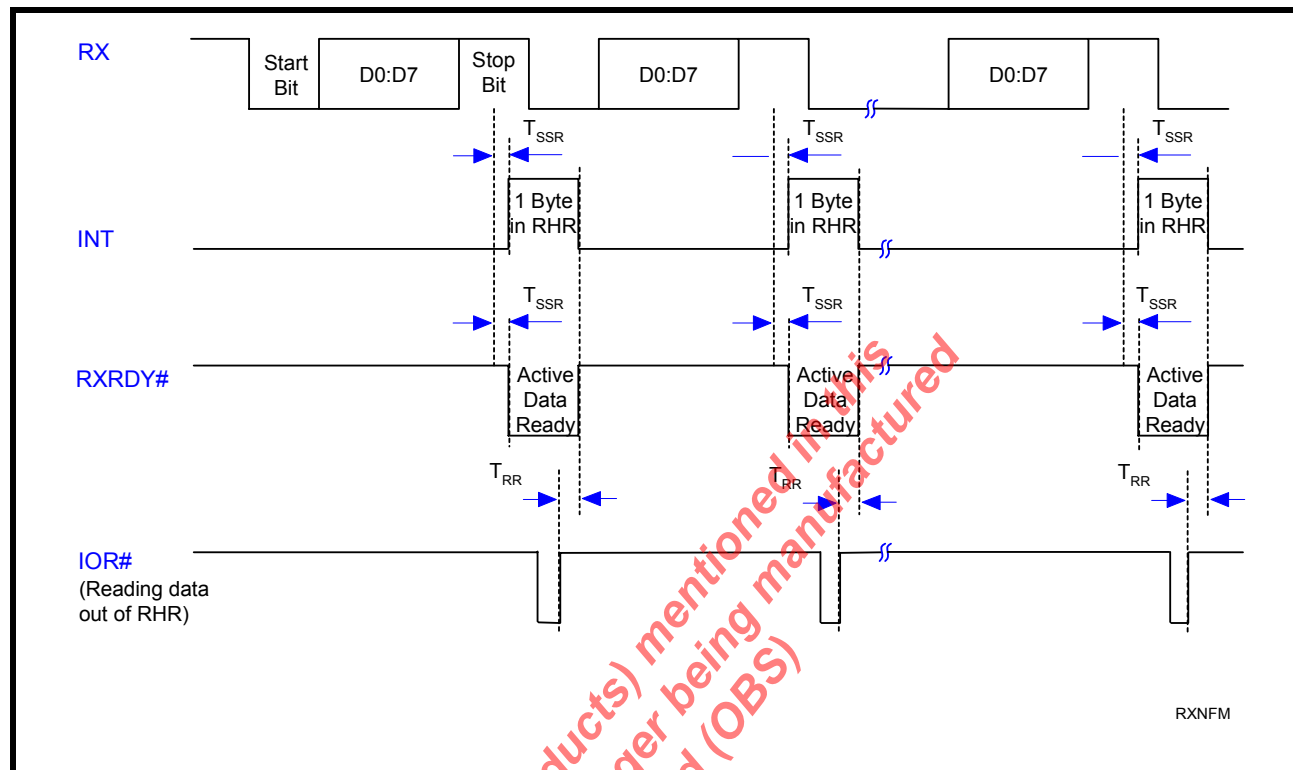 RX
Start
Bit
D0:D7
Stop
Bit
D0:D7
D0:D7
TSSR
TSSR
TSSR
INT
1 Byte
in RHR
1 Byte
in RHR
1 Byte
in RHR
TSSR
TSSR
TSSR
RXRDY#
Active
Data
Ready
Active
Data
Ready
Active
Data
Ready
TRR
TRR
TRR
IOR#
(Reading data
out of RHR)
mentioned in this
being manufactured
(OBS)
RXNFM